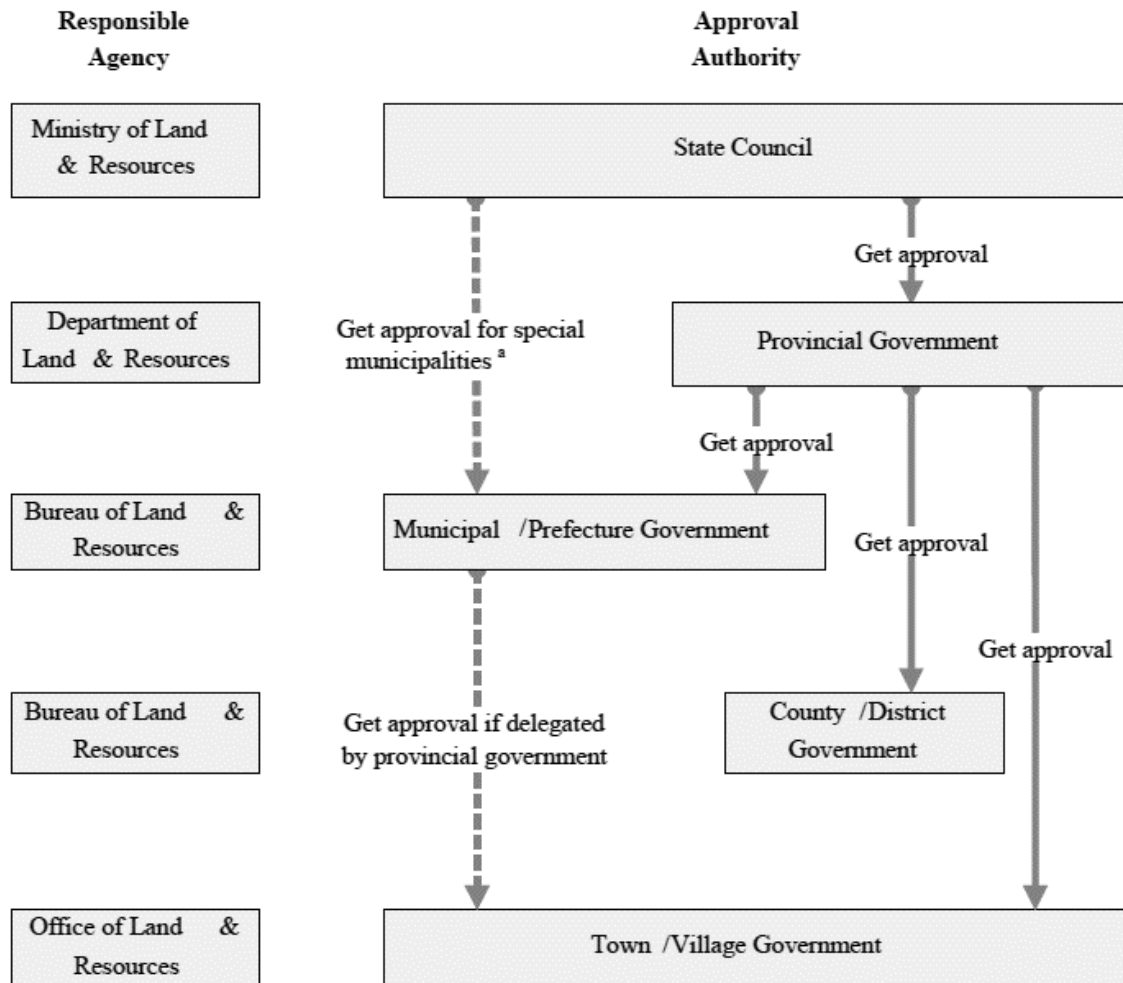 Responsible
Agency
Approval
Authority
Ministry of Land
& Resources
State Council
Get approval
Department of
Land & Resources
Get approval for special
municipalities a
Provincial Government
Get approval
Bureau of Land &
Resources
Municipal /Prefecture Government
Get approval
Get approval
Bureau of Land &
Resources
Get approval if delegated
by provincial government
County /District
Government
Office of Land &
Resources
Town /Village Government